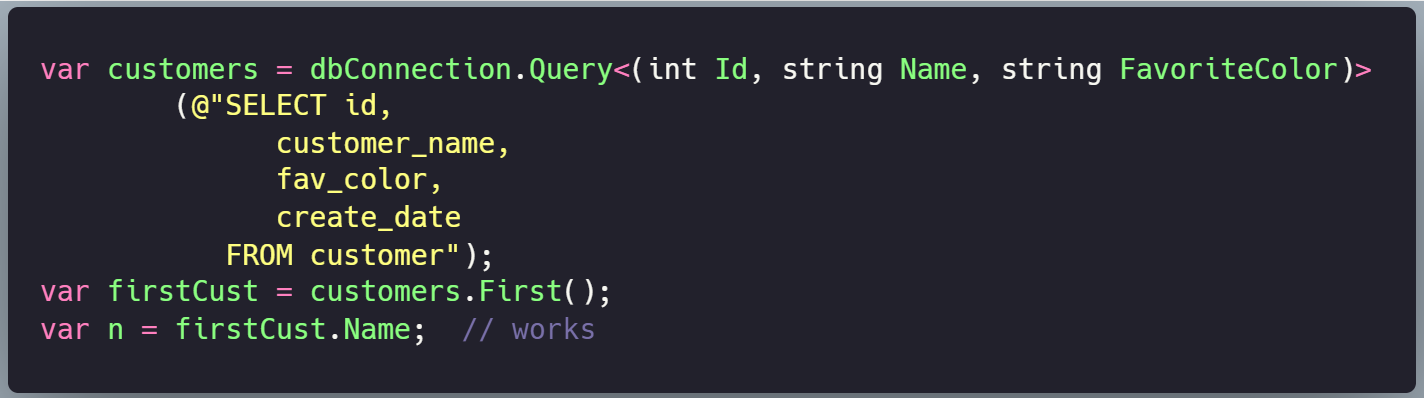 var customers = dbConnection.Query<(int Id, string Name, string FavoriteColor)>
(@"SELECT id,
customer_name,
fav_color,
create_date
FROM customer");
var firstCust = customers.First();
var n = firstCust.Name;  // works